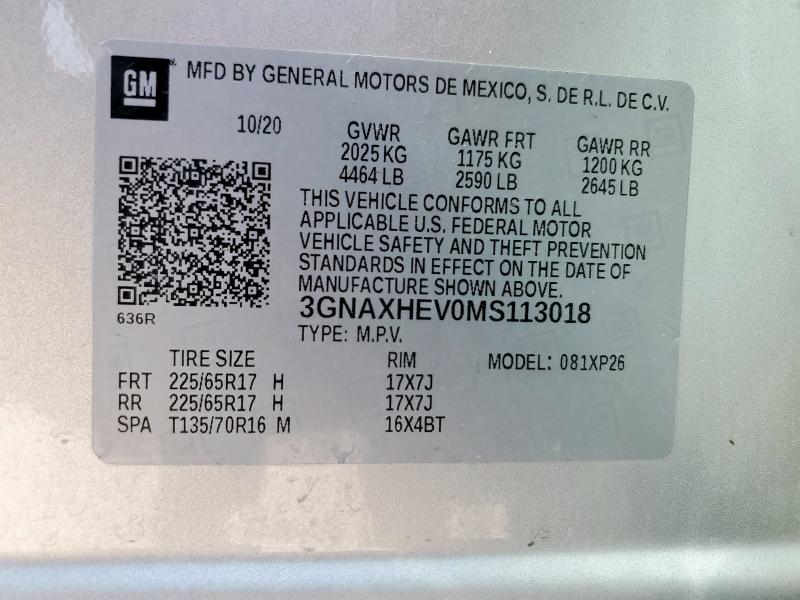 GM
MFD BY GENERAL MOTORS DE MEXICO, S. DE R.L. DE C.V.
10/20 GVWR GAWR FRT GAWR RR
2025 KG 1175 KG 1200 KG
4464 LB 2590 LB 2645 LB
THIS VEHICLE CONFORMS TO ALL
APPLICABLE U.S. FEDERAL MOTOR
VEHICLE SAFETY AND THEFT PREVENTION
STANDARDS IN EFFECT ON THE DATE OF
MANUFACTURE SHOWN ABOVE.
3GNAXHEV0MS113018
636R
TYPE: M.P.V.
TIRE SIZE RIM MODEL: 081XP26
FRT 225/65R17 H 17X7J
RR 225/65R17 H 17X7J
SPA T135/70R16 M 16X4BT